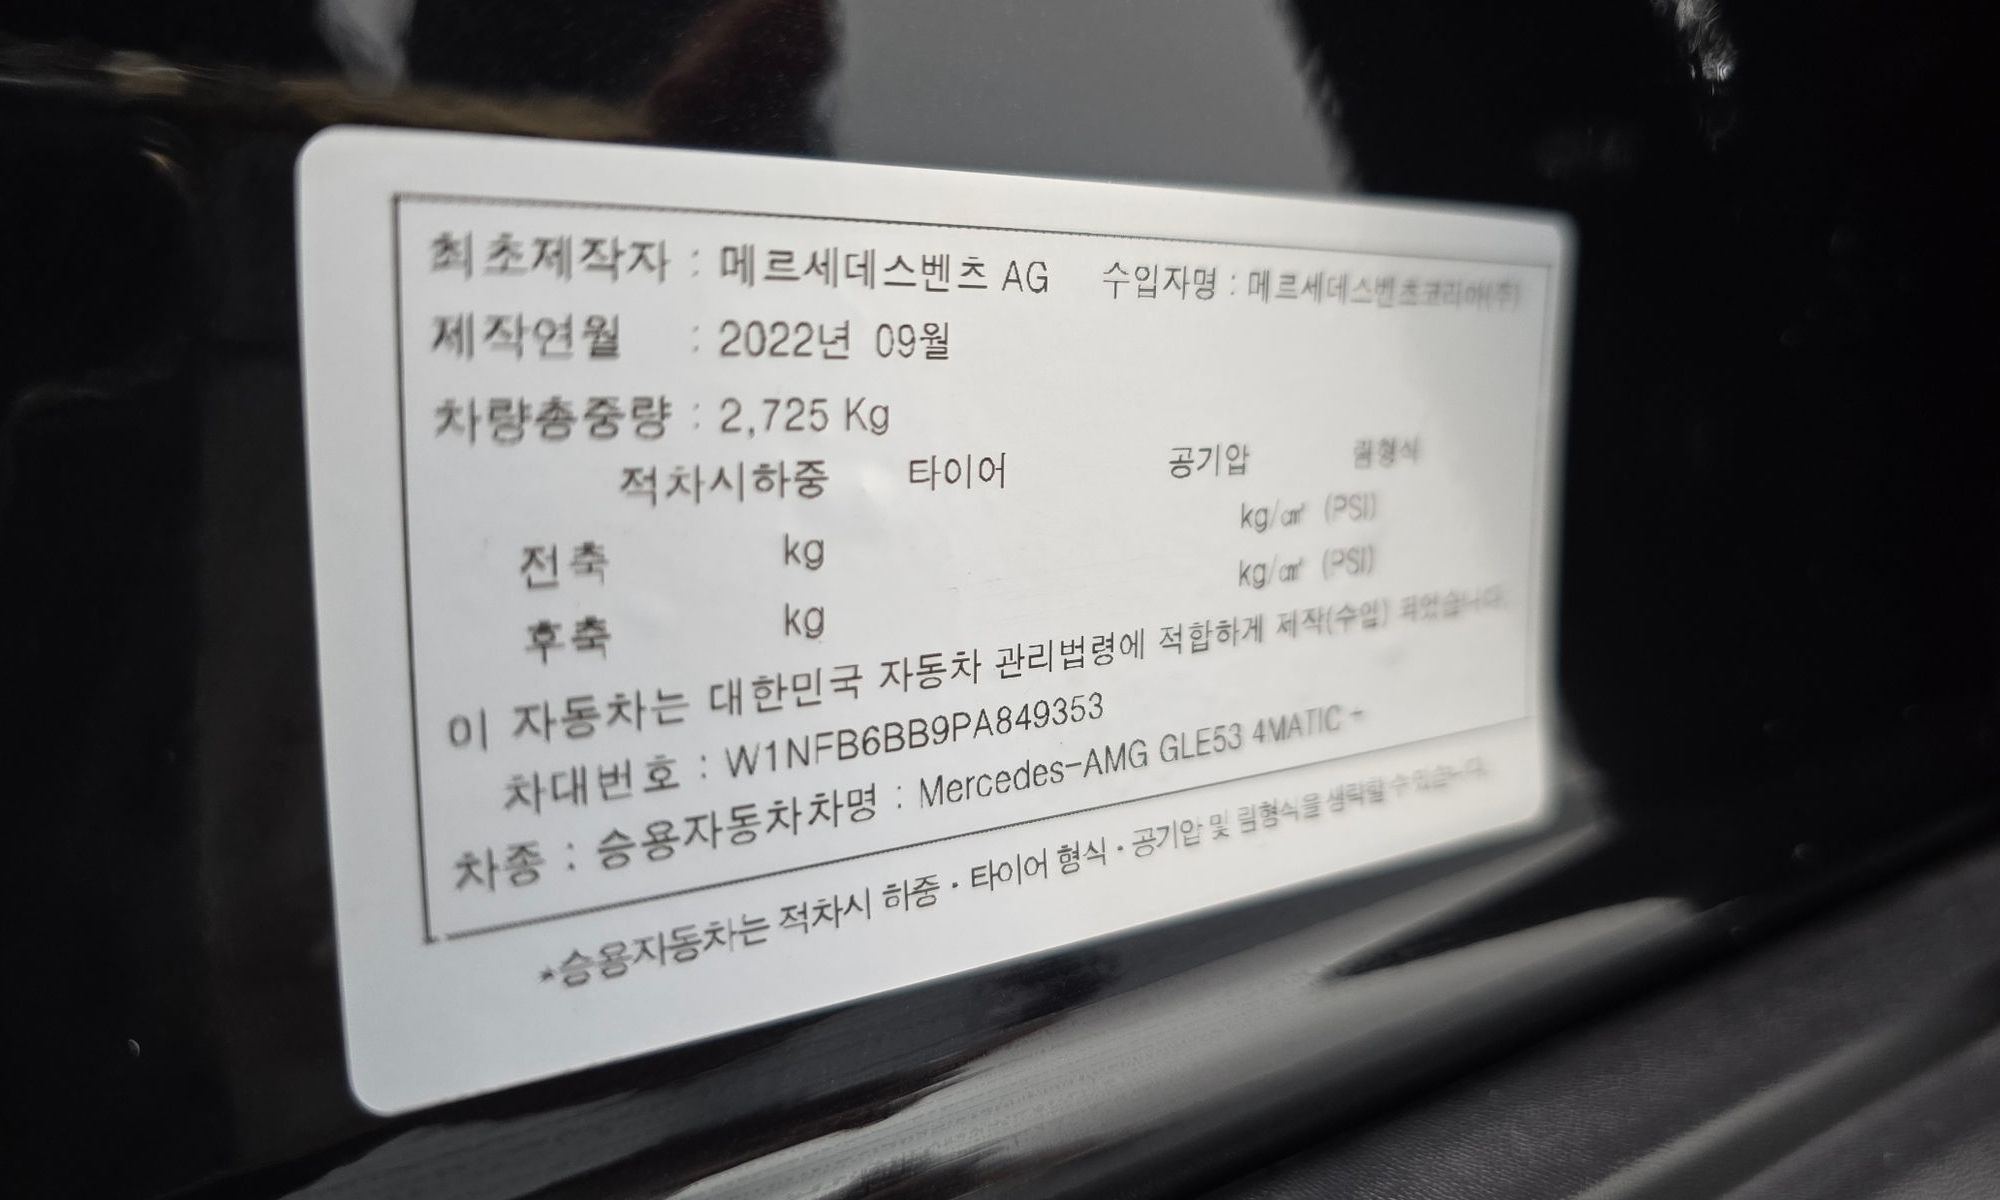 최초제작자 : 메르세데스벤츠 AG 수입자명 : 메르세데스벤츠코리아(주)
제작연월 : 2022년 09월
차량총중량 : 2,725 Kg
적차시하중 타이어 공기압 림형식
전축 kg kg/㎠ (PSI)
후축 kg kg/㎠ (PSI)
이 자동차는 대한민국 자동차 관리법령에 적합하게 제작(수입) 되었습니다.
차대번호 : W1NFB6BB9PA849353
차종 : 승용자동차차명 : Mercedes-AMG GLE53 4MATIC +
*승용자동차는 적차시 하중 · 타이어 형식 · 공기압 및 림형식을 생략할 수 있습니다.